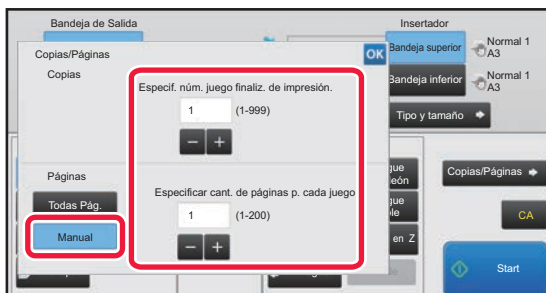 Bandeja de Salida
Insertador
Copias/Páginas
OK
Bandeja superior
Normal 1
A3
Copias
Especif. núm. juego finaliz. de impresión.
1
(1-999)
Bandeja inferior
Normal 1
A3
Tipo y tamaño
Páginas
Especificar cant. de páginas p. cada juego
Copias/Páginas
Todas Pág.
1
(1-200)
CA
Manual
en Z
Start